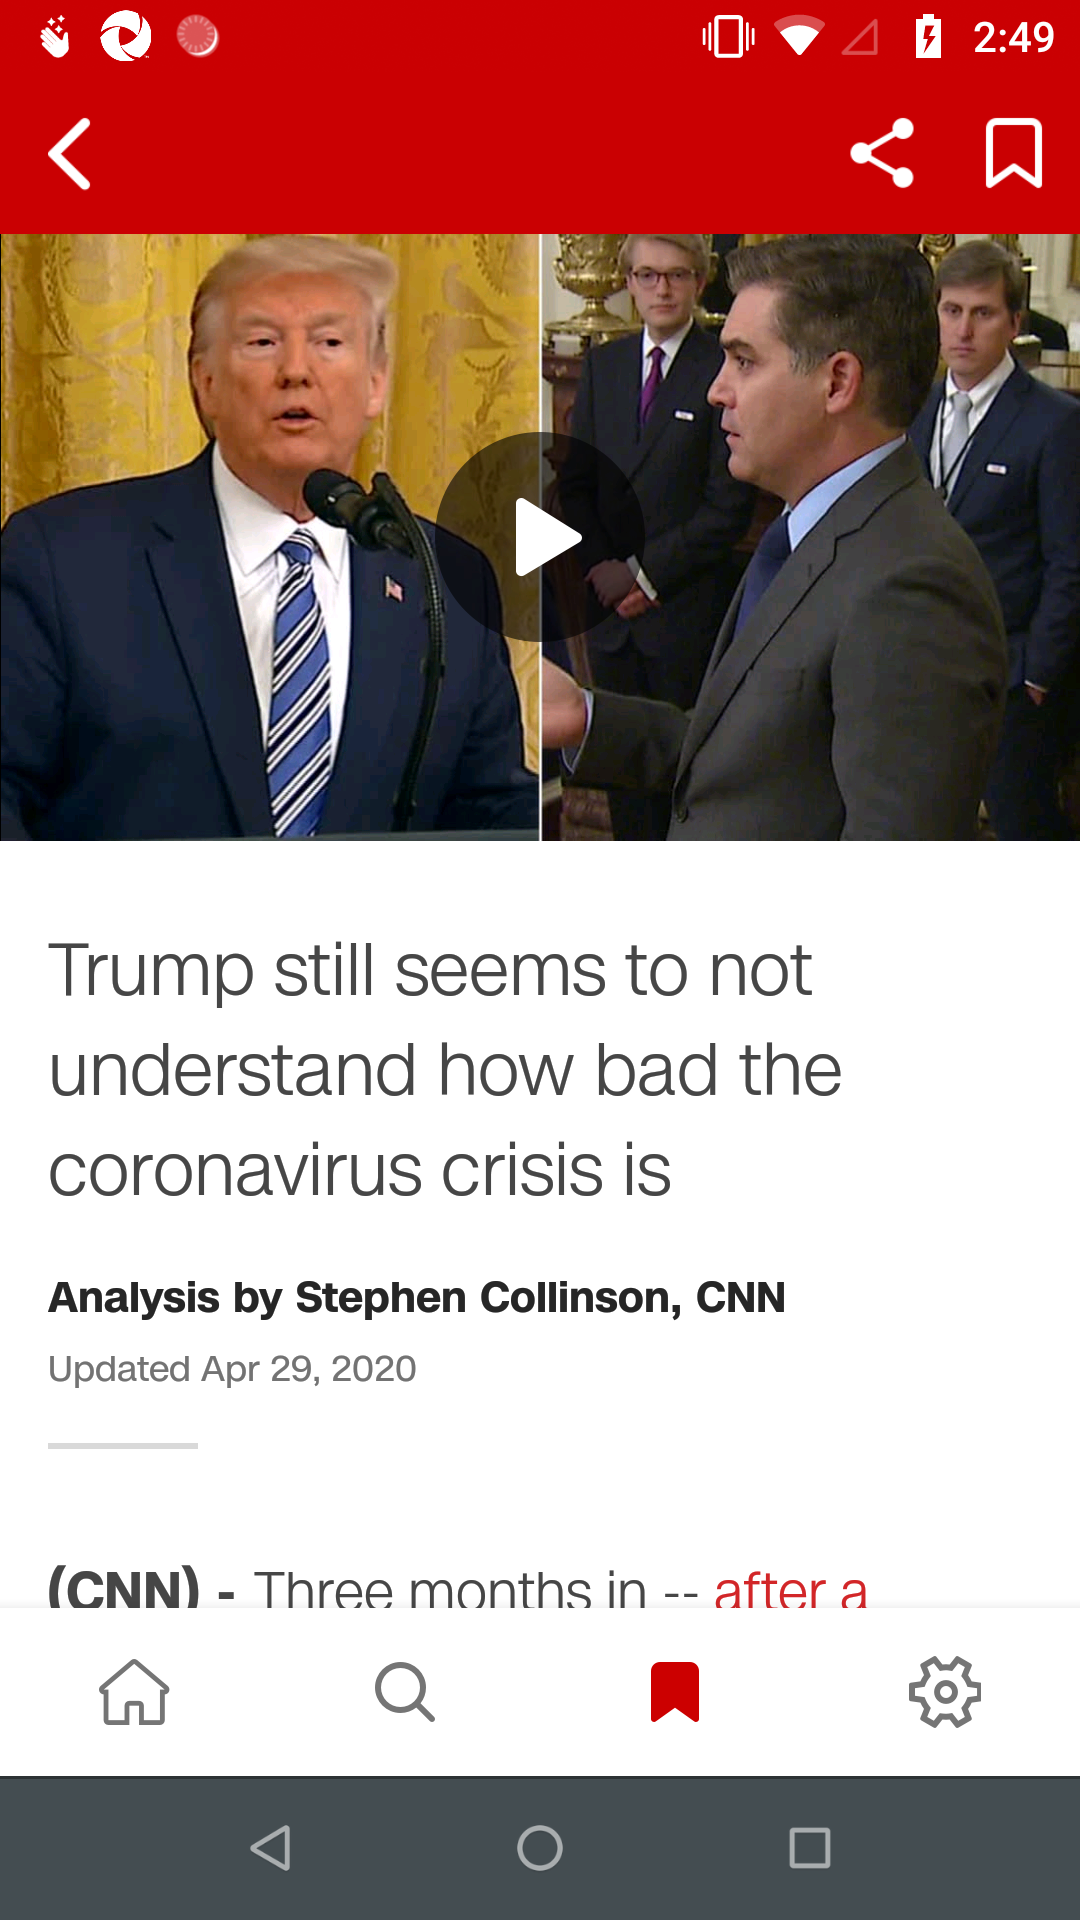 2:49
Trump still seems to not
understand how bad the
coronavirus crisis is
Analysis by Stephen Collinson, CNN
Updated Apr 29, 2020
(CNN) - Three months in -- after a